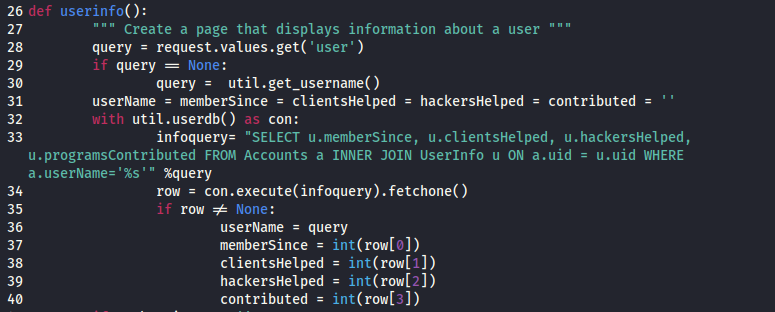 26 def userinfo():
27 """ Create a page that displays information about a user """
28 query = request.values.get('user')
29 if query == None:
30 query =  util.get_username()
31 userName = memberSince = clientsHelped = hackersHelped = contributed = ''
32 with util.userdb() as con:
33 infoquery= "SELECT u.memberSince, u.clientsHelped, u.hackersHelped,
u.programsContributed FROM Accounts a INNER JOIN UserInfo u ON a.uid = u.uid WHERE
a.userName='%s'" %query
34 row = con.execute(infoquery).fetchone()
35 if row != None:
36 userName = query
37 memberSince = int(row[0])
38 clientsHelped = int(row[1])
39 hackersHelped = int(row[2])
40 contributed = int(row[3])